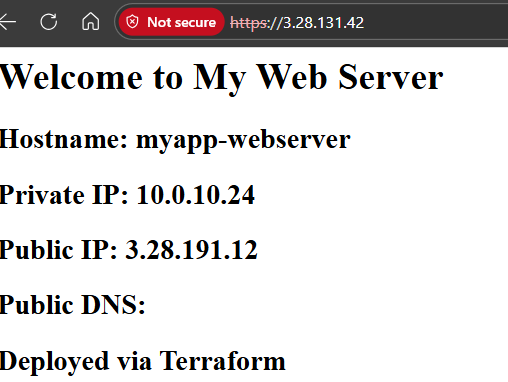 Not secure https://3.28.131.42
Welcome to My Web Server
Hostname: myapp-webserver
Private IP: 10.0.10.24
Public IP: 3.28.191.12
Public DNS:
Deployed via Terraform